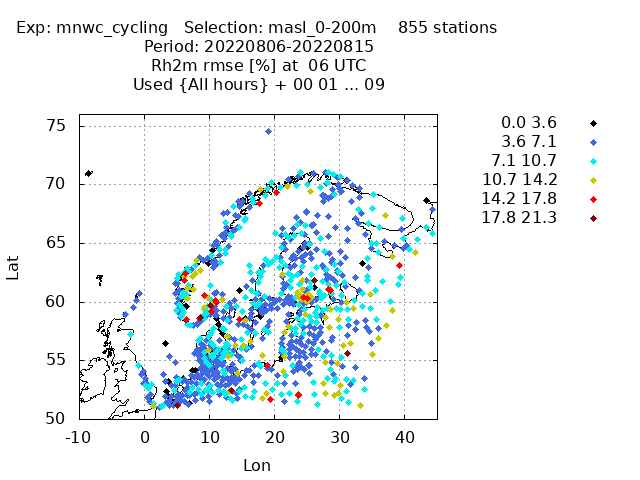 Exp: mnwc_cycling Selection: masl_0-200m 855 stations
Period: 20220806-20220815
Rh2m rmse [%] at 06 UTC
Used {All hours} + 00 01 ... 09
0.0 3.6
3.6 7.1
7.1 10.7
10.7 14.2
14.2 17.8
17.8 21.3
75
70
65
60
55
50
Lat
-10 0 10 20 30 40
Lon